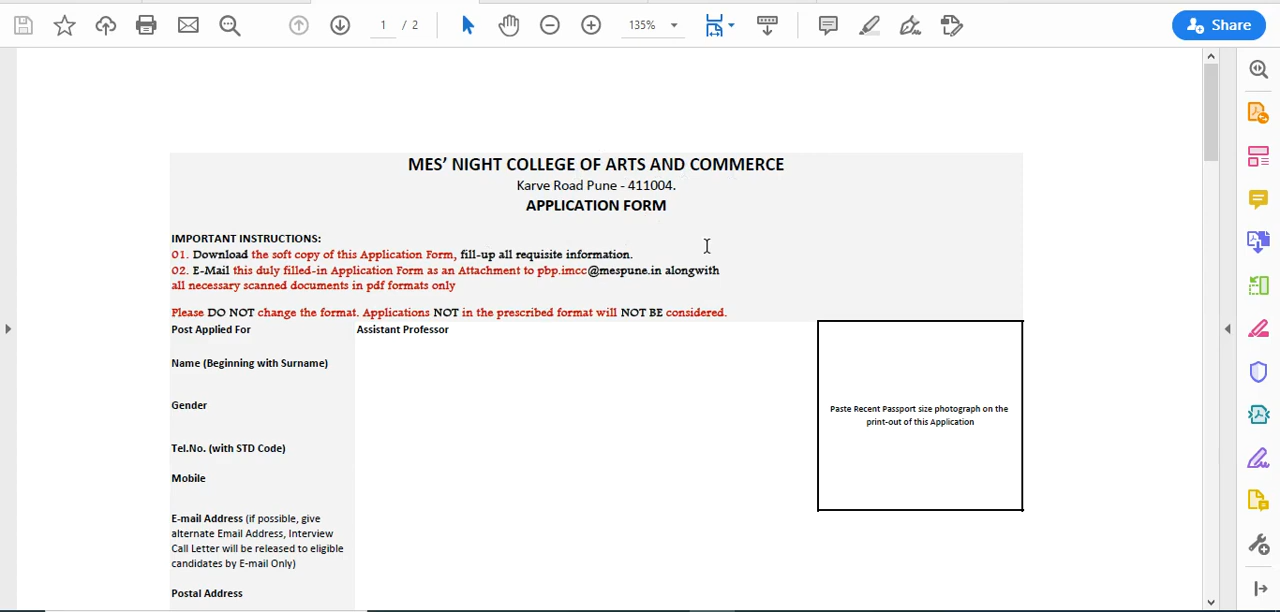 1 / 2
135%
Share
MES’ NIGHT COLLEGE OF ARTS AND COMMERCE
Karve Road Pune - 411004.
APPLICATION FORM
IMPORTANT INSTRUCTIONS:
01. Download the soft copy of this Application Form, fill-up all requisite information.
02. E-Mail this duly filled-in Application Form as an Attachment to pbp.imcc@mespune.in alongwith
all necessary scanned documents in pdf formats only
Please DO NOT change the format. Applications NOT in the prescribed format will NOT BE considered.
Post Applied For Assistant Professor
Name (Beginning with Surname)
Gender
Paste Recent Passport size photograph on the
print-out of this Application
Tel.No. (with STD Code)
Mobile
E-mail Address (if possible, give
alternate Email Address, Interview
Call Letter will be released to eligible
candidates by E-mail Only)
Postal Address